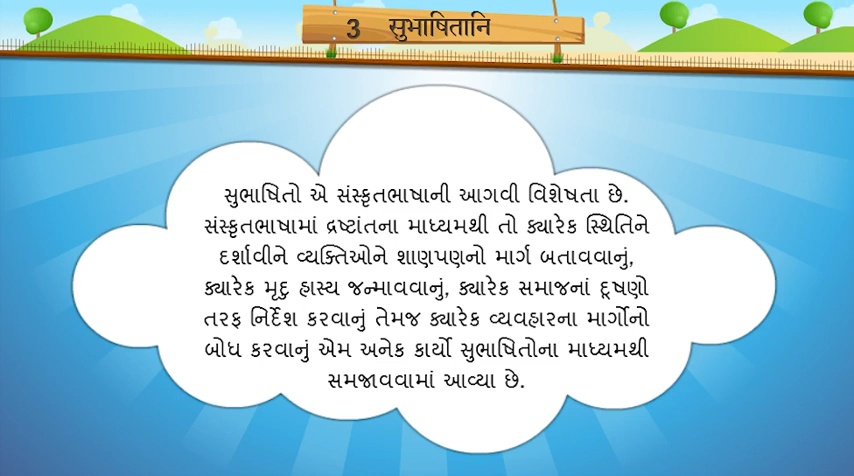 3 सुभाषितानि
સુભાષિતો એ સંસ્કૃતભાષાની આગવી વિશેષતા છે.
સંસ્કૃતભાષામાં દ્રષ્ટાંતના માધ્યમથી તો ક્યારેક સ્થિતિને
દર્શાવીને વ્યક્તિઓને શાણપણનો માર્ગ બતાવવાનું,
ક્યારેક મૃદુ હાસ્ય જન્માવવાનું, ક્યારેક સમાજનાં દૂષણો
તરફ નિર્દેશ કરવાનું તેમજ ક્યારેક વ્યવહારના માર્ગોનો
બોધ કરવાનું એમ અનેક કાર્યો સુભાષિતોના માધ્યમથી
સમજાવવામાં આવ્યા છે.